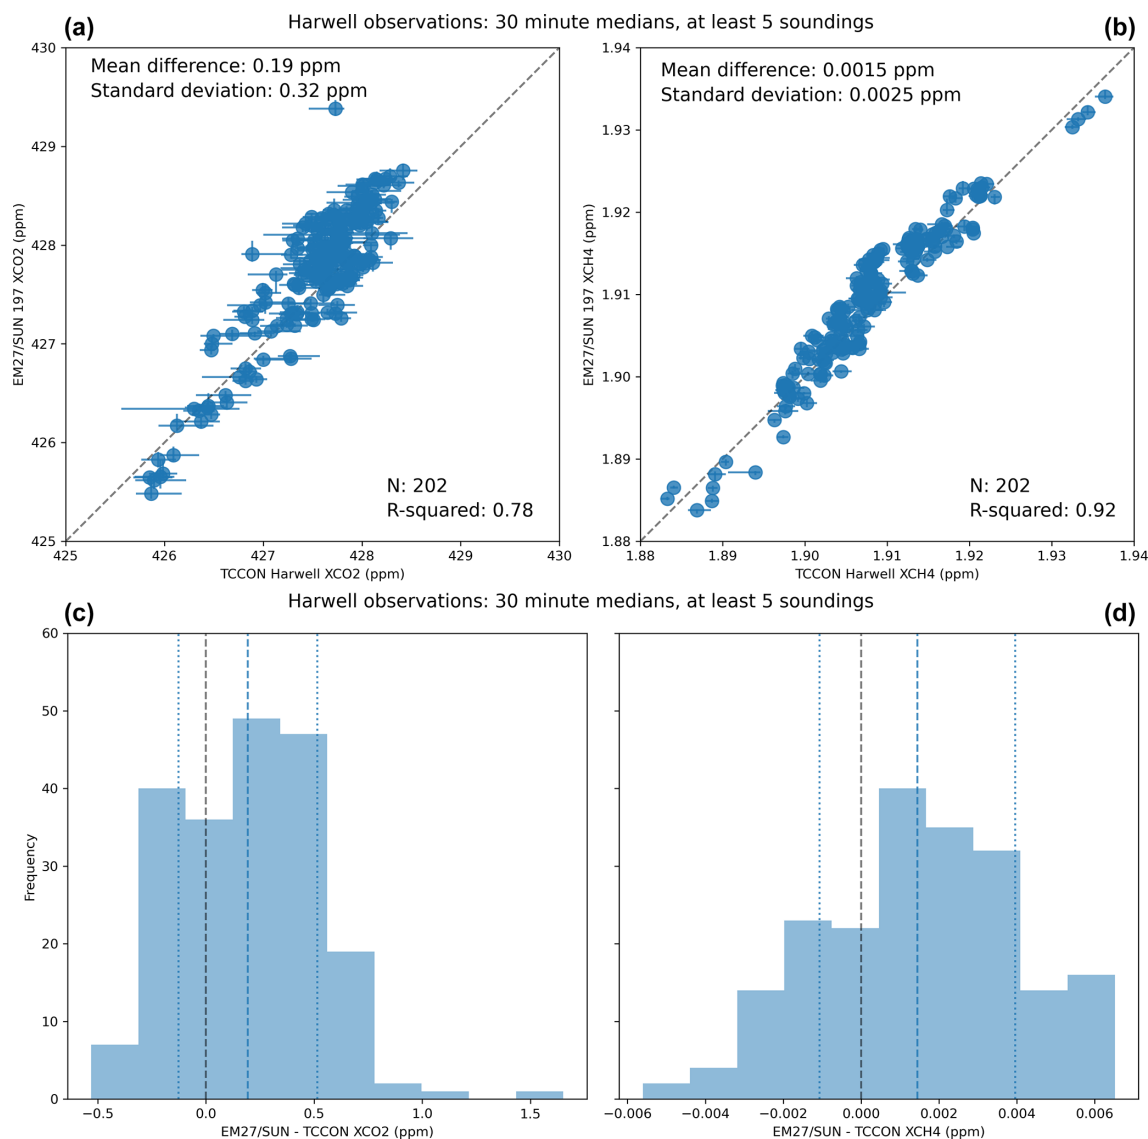 Harwell observations: 30 minute medians, at least 5 soundings
(a)
(b)
Mean difference: 0.19 ppm
Standard deviation: 0.32 ppm
N: 202
R-squared: 0.78
430
429
428
427
426
425
EM27/SUN 197 XCO2 (ppm)
425 426 427 428 429 430
TCCON Harwell XCO2 (ppm)
Mean difference: 0.0015 ppm
Standard deviation: 0.0025 ppm
N: 202
R-squared: 0.92
1.94
1.93
1.92
1.91
1.90
1.89
1.88
EM27/SUN 197 XCH4 (ppm)
1.88 1.89 1.90 1.91 1.92 1.93 1.94
TCCON Harwell XCH4 (ppm)
Harwell observations: 30 minute medians, at least 5 soundings
(c)
(d)
60
50
40
30
20
10
0
Frequency
−0.5 0.0 0.5 1.0 1.5
EM27/SUN - TCCON XCO2 (ppm)
−0.006 −0.004 −0.002 0.000 0.002 0.004 0.006
EM27/SUN - TCCON XCH4 (ppm)